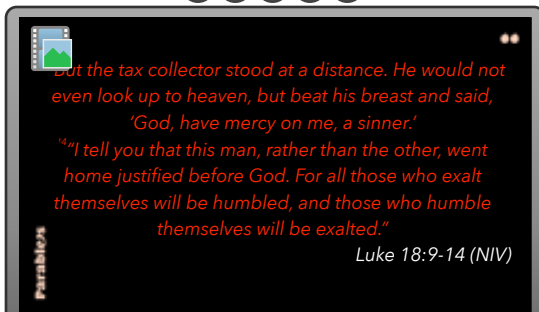 But the tax collector stood at a distance. He would not
even look up to heaven, but beat his breast and said,
‘God, have mercy on me, a sinner.’
14“I tell you that this man, rather than the other, went
home justified before God. For all those who exalt
themselves will be humbled, and those who humble
themselves will be exalted.”
Luke 18:9-14 (NIV)
Parable/s